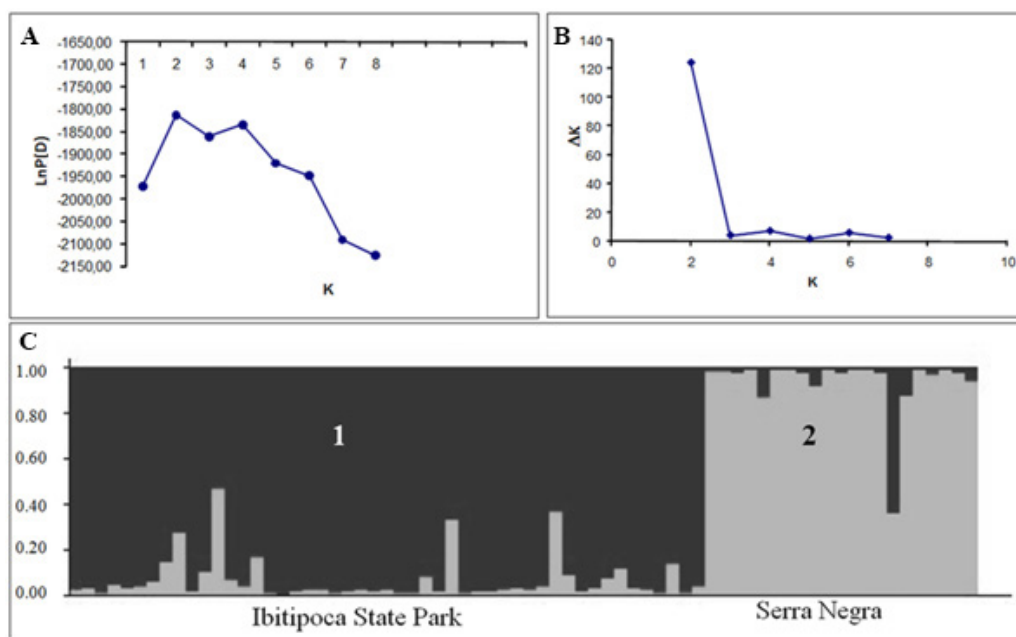 A
-1650,00
-1700,00
-1750,00
-1800,00
-1850,00
-1900,00
-1950,00
-2000,00
-2050,00
-2100,00
-2150,00
LnP[D]
1 2 3 4 5 6 7 8
K
B
140
120
100
80
60
40
20
0
ΔK
0 2 4 6 8 10
K
C
1.00
0.80
0.60
0.40
0.20
0.00
1 2
Ibitipoca State Park Serra Negra